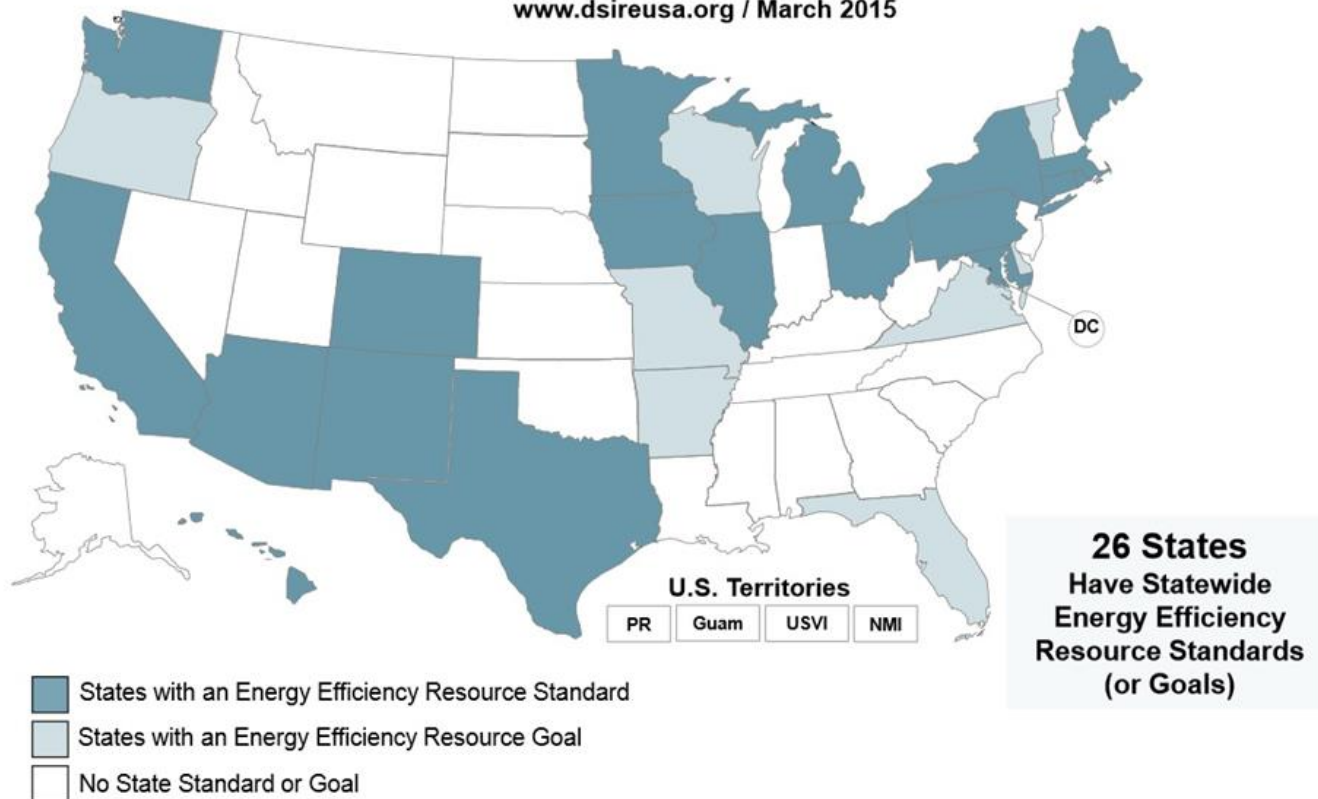 www.dsireusa.org / March 2015
DC
26 States
Have Statewide
Energy Efficiency
Resource Standards
(or Goals)
U.S. Territories
PR
Guam
USVI
NMI
States with an Energy Efficiency Resource Standard
States with an Energy Efficiency Resource Goal
No State Standard or Goal